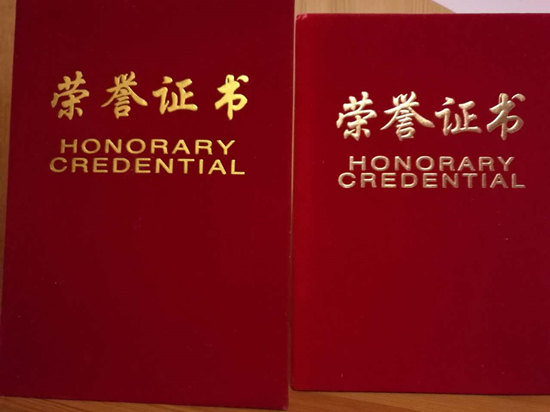 荣誉证书
HONORARY
CREDENTIAL
荣誉证书
HONORARY
CREDENTIAL